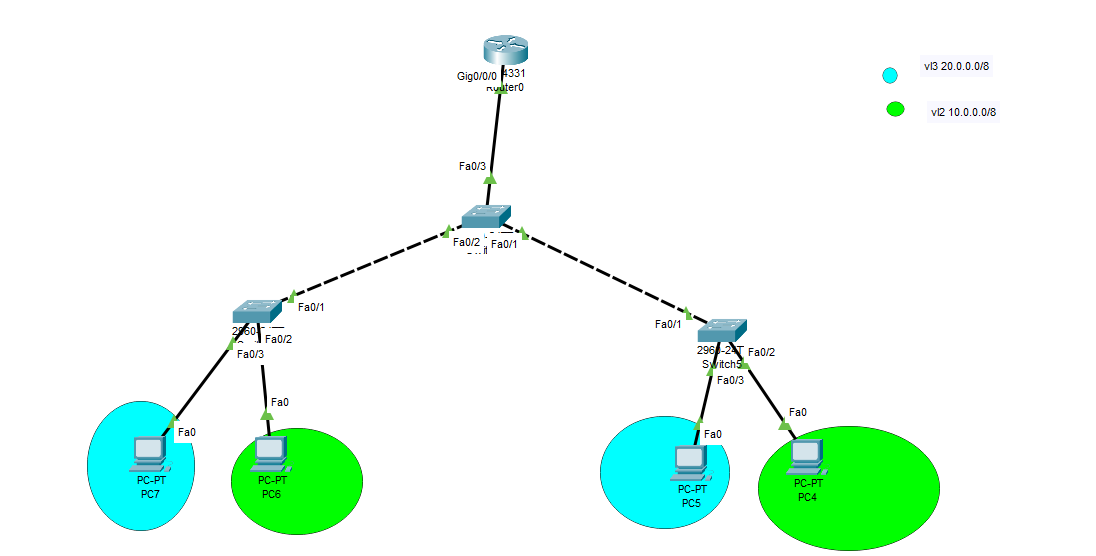 Gig0/0/0
4331
Router0
vl3 20.0.0.0/8
vl2 10.0.0.0/8
Fa0/3
Fa0/2
Fa0/1
Fa0/1
Fa0/2
Fa0/3
Fa0/1
2960-24T
Switch5
Fa0/2
Fa0/3
Fa0
Fa0
Fa0
Fa0
PC-PT
PC7
PC-PT
PC6
PC-PT
PC5
PC-PT
PC4